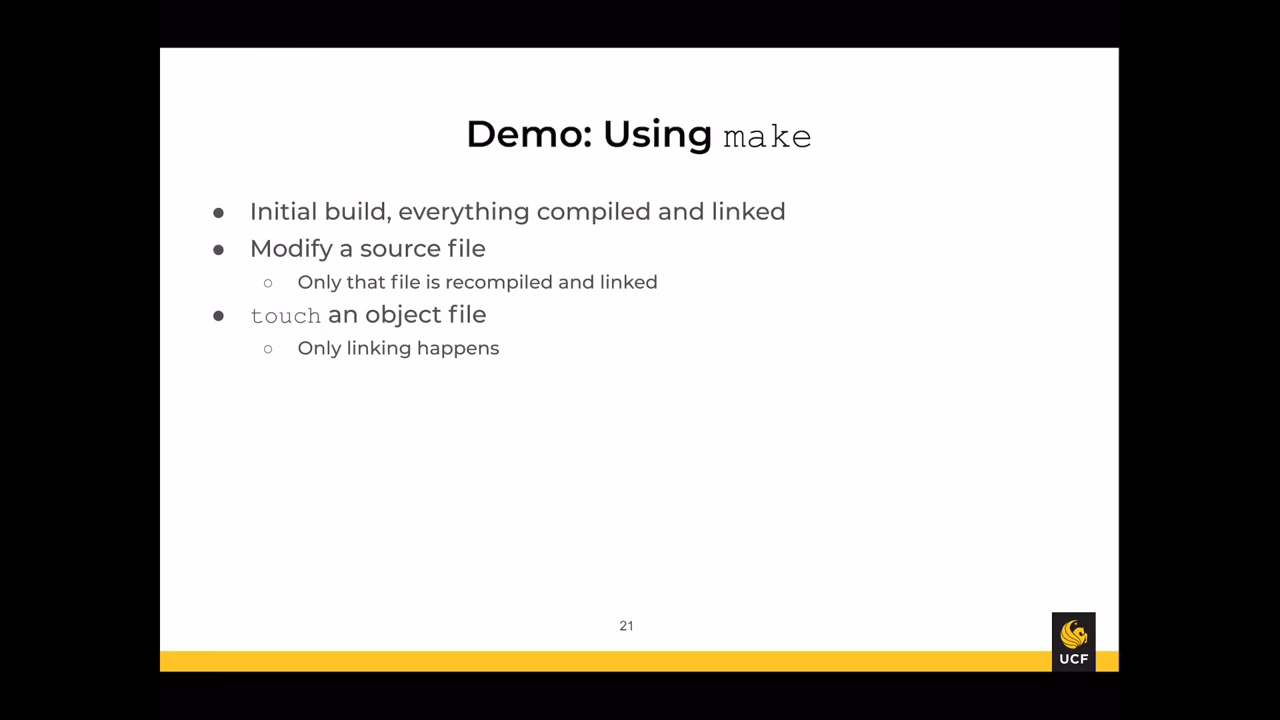 Demo: Using make
● Initial build, everything compiled and linked
● Modify a source file
○ Only that file is recompiled and linked
● touch an object file
○ Only linking happens
21
UCF